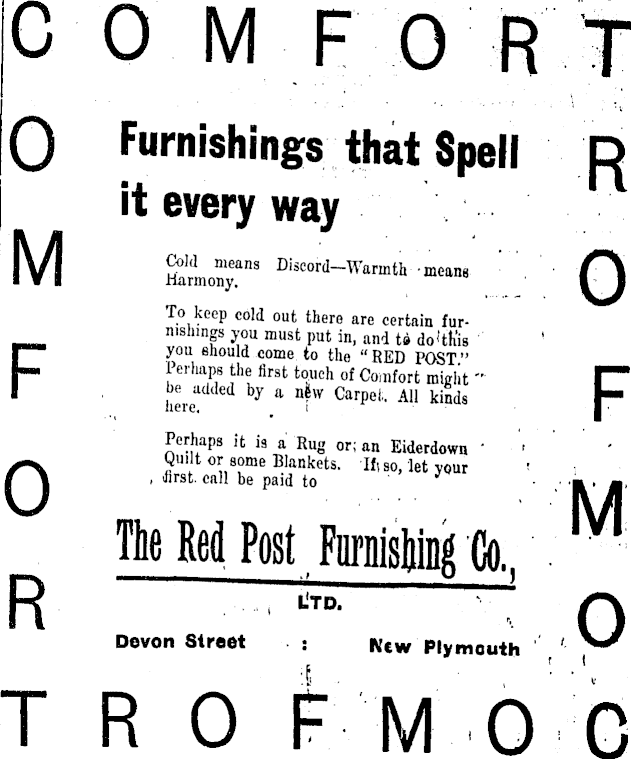 C O M F O R T
O
M
F
O
R
T R O F M O C
R
O
F
M
O
Furnishings that Spell
it every way
Cold means Discord—Warmth means
Harmony.
To keep cold out there are certain fur-
nishings you must put in, and to do this
you should come to the "RED POST."
Perhaps the first touch of Comfort might
be added by a new Carpet. All kinds
here.
Perhaps it is a Rug or an Eiderdown
Quilt or some Blankets. If so, let your
first call be paid to
The Red Post Furnishing Co.,
LTD.
Devon Street : New Plymouth